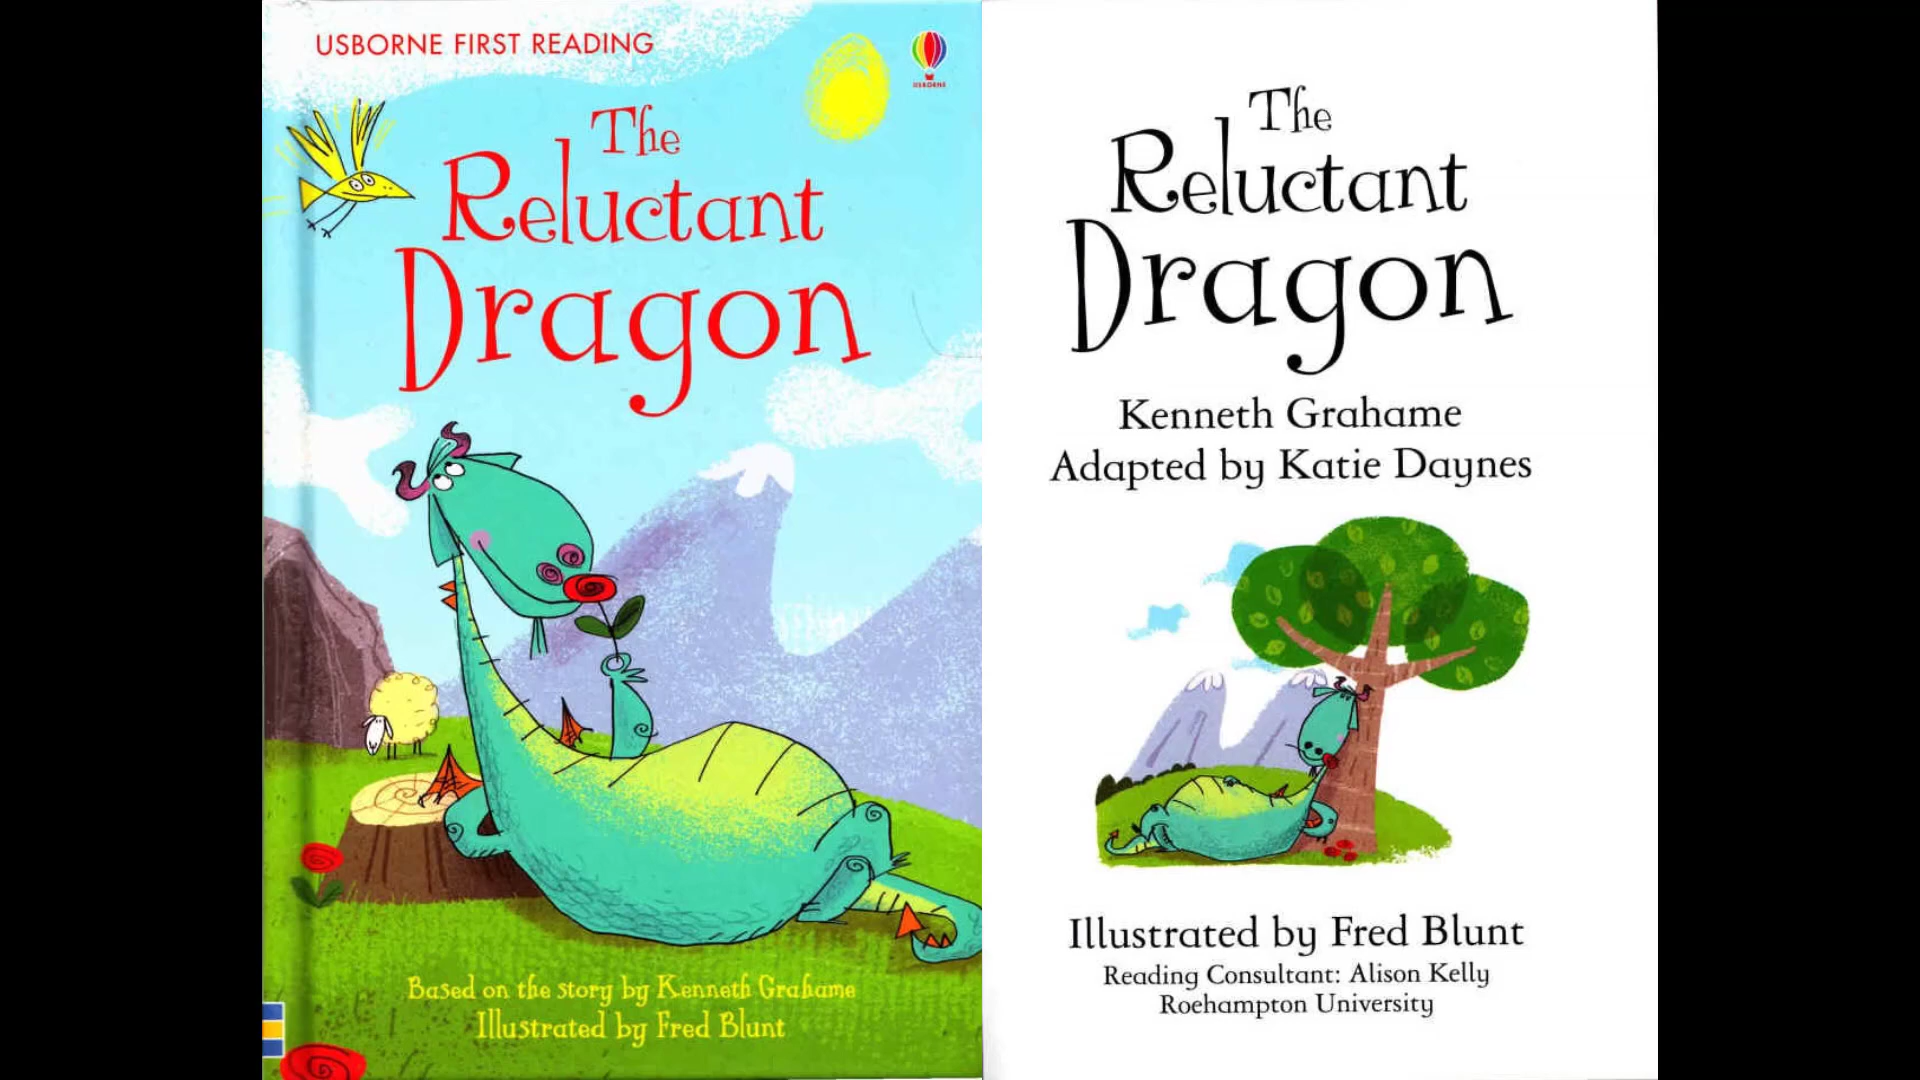 USBORNE FIRST READING
USBORNE
The
Reluctant
Dragon
Based on the story by Kenneth Grahame
Illustrated by Fred Blunt
The
Reluctant
Dragon
Kenneth Grahame
Adapted by Katie Daynes
Illustrated by Fred Blunt
Reading Consultant: Alison Kelly
Roehampton University